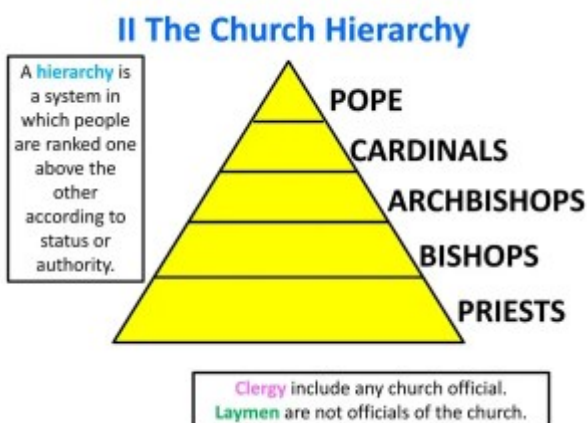 II The Church Hierarchy
A hierarchy is
a system in
which people
are ranked one
above the
other
according to
status or
authority.
POPE
CARDINALS
ARCHBISHOPS
BISHOPS
PRIESTS
Clergy include any church official.
Laymen are not officials of the church.